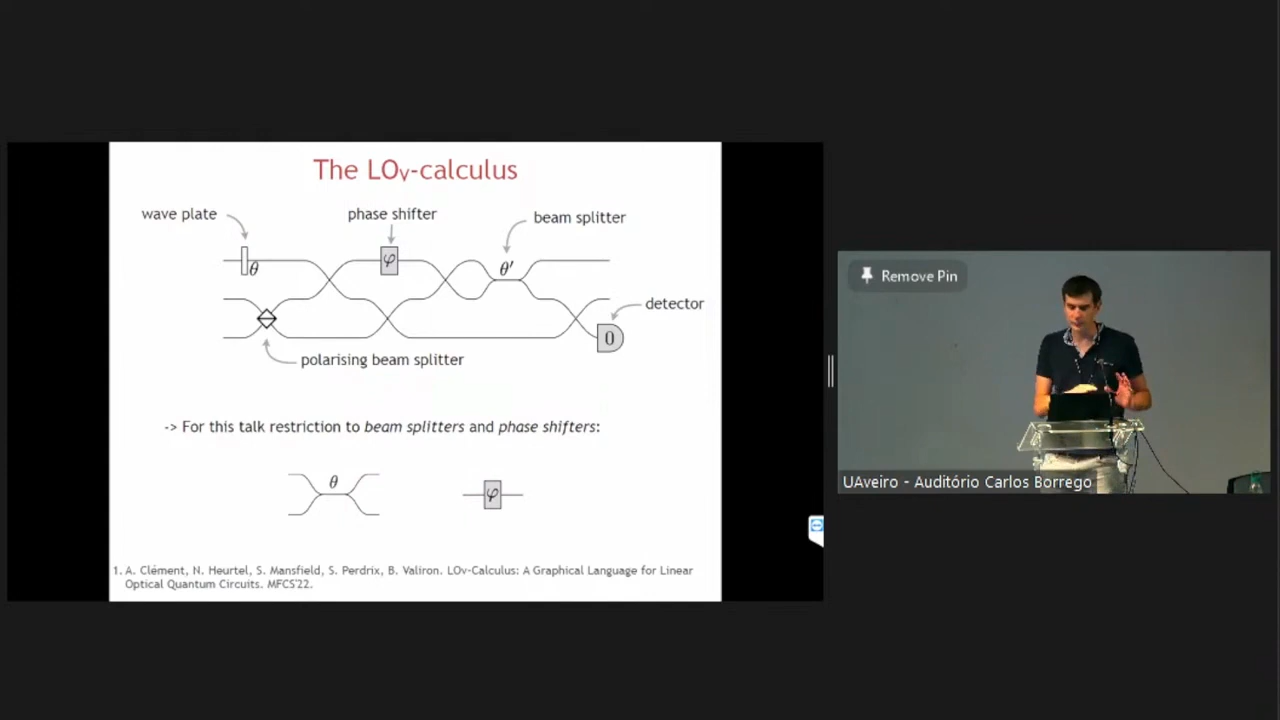 The LOv-calculus
wave plate
phase shifter
beam splitter
θ
φ
θ'
detector
0
polarising beam splitter
-> For this talk restriction to beam splitters and phase shifters:
θ
φ
1. A. Clément, N. Heurtel, S. Mansfield, S. Perdrix, B. Valiron. LOv-Calculus: A Graphical Language for Linear
Optical Quantum Circuits. MFCS'22.
Remove Pin
UAveiro - Auditório Carlos Borrego